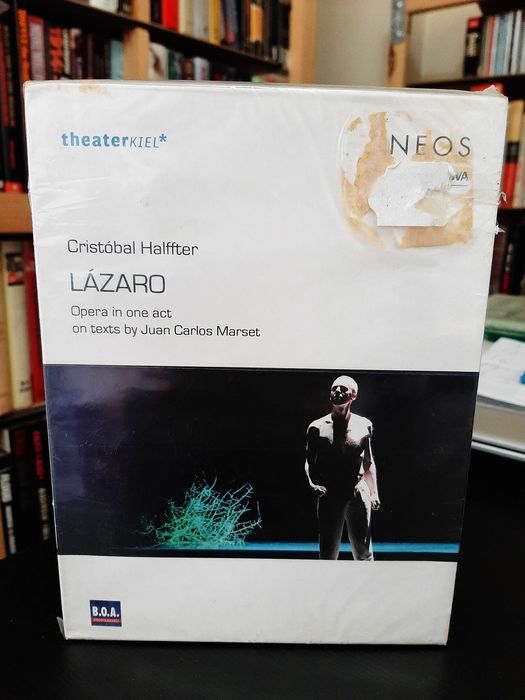 theaterKIEL*
NEOS
Cristóbal Halffter
LÁZARO
Opera in one act
on texts by Juan Carlos Marset
B.O.A.